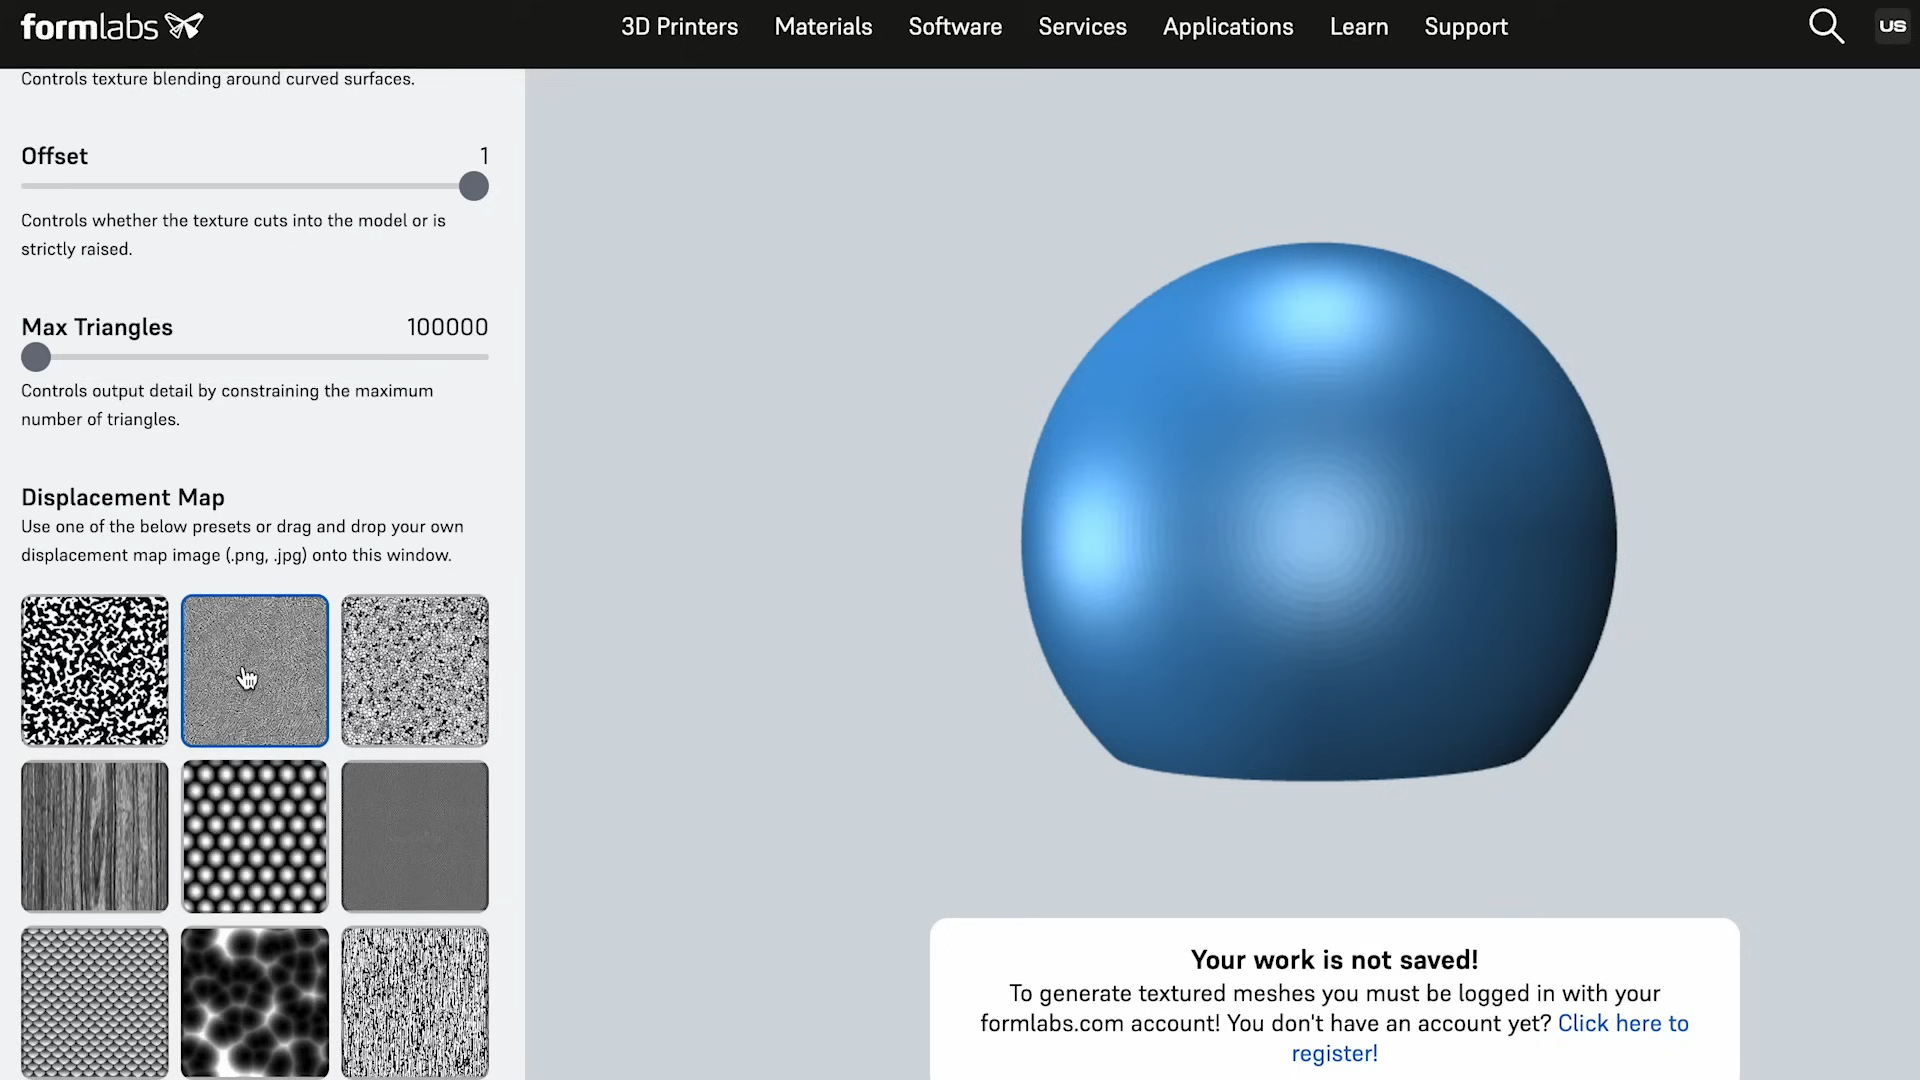 formlabs
3D Printers
Materials
Software
Services
Applications
Learn
Support
US
Controls texture blending around curved surfaces.
Offset
1
Controls whether the texture cuts into the model or is
strictly raised.
Max Triangles
100000
Controls output detail by constraining the maximum
number of triangles.
Displacement Map
Use one of the below presets or drag and drop your own
displacement map image (.png, .jpg) onto this window.
Your work is not saved!
To generate textured meshes you must be logged in with your
formlabs.com account! You don't have an account yet? Click here to
register!